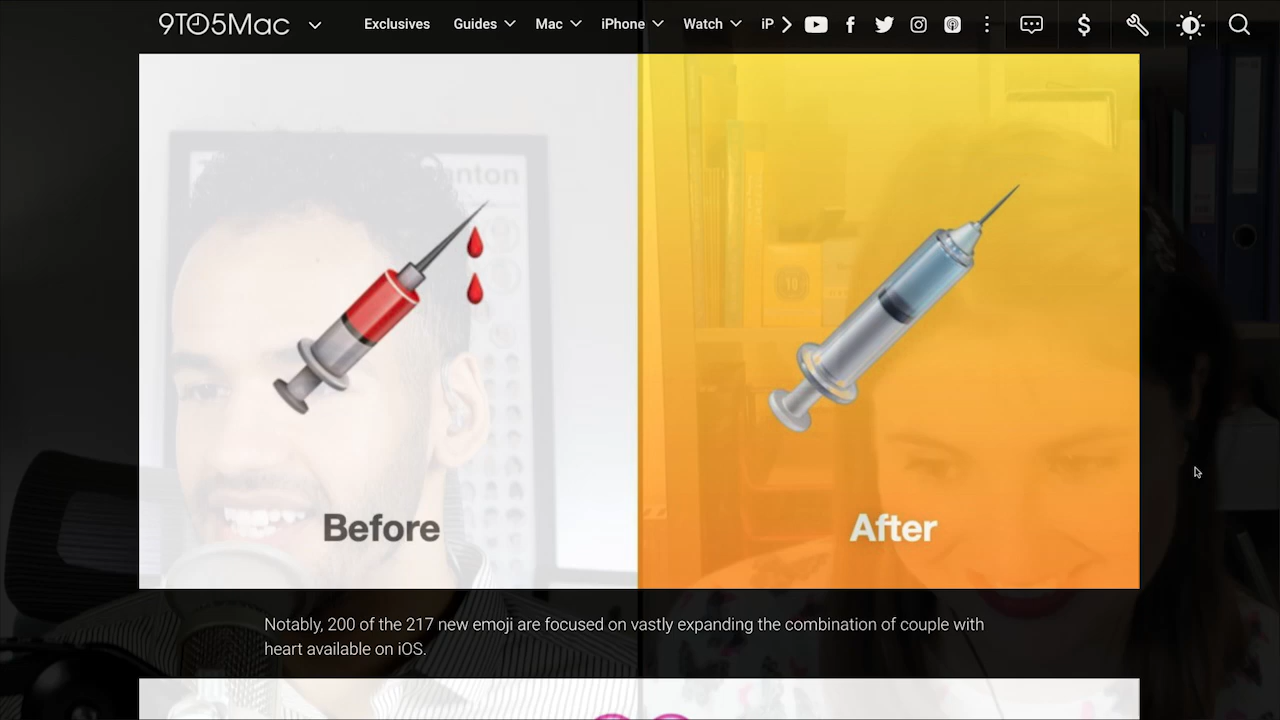 9TO5Mac
Exclusives Guides Mac iPhone Watch iP
anton
10
Before
After
Notably, 200 of the 217 new emoji are focused on vastly expanding the combination of couple with
heart available on iOS.